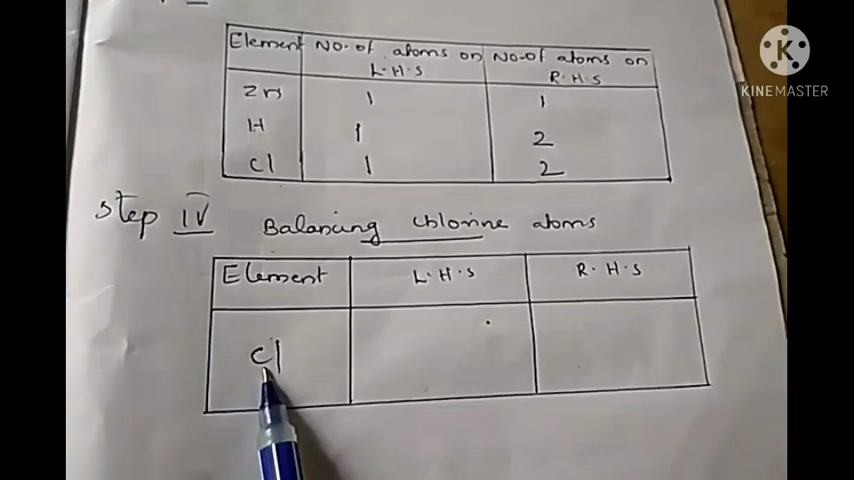 Element No. of atoms on L.H.S No. of atoms on R.H.S
Zn 1 1
H 1 2
Cl 1 2
Step IV Balancing chlorine atoms
Element L.H.S R.H.S
Cl
K
KINEMASTER